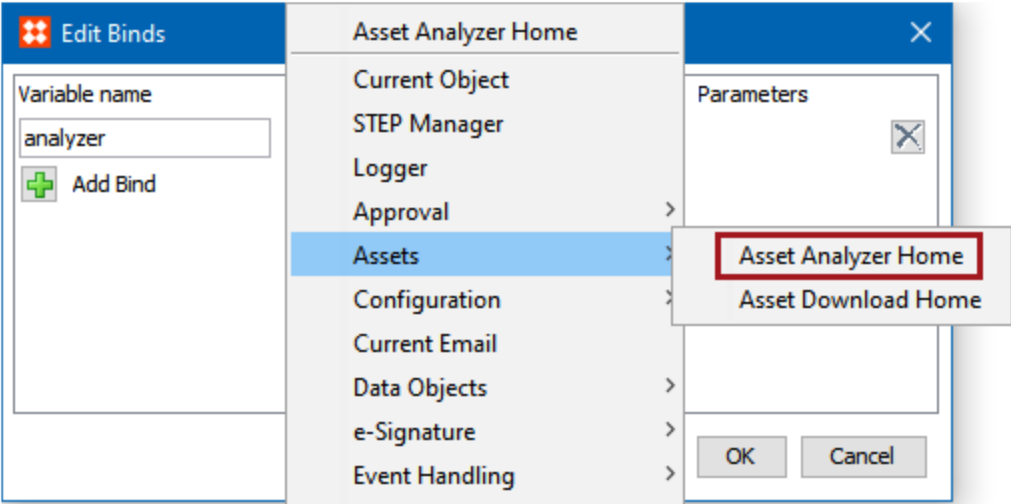 Edit Binds
Variable name
analyzer
Add Bind
Asset Analyzer Home
Current Object
STEP Manager
Logger
Approval
Assets
Configuration
Current Email
Data Objects
e-Signature
Event Handling
Parameters
Asset Analyzer Home
Asset Download Home
OK
Cancel